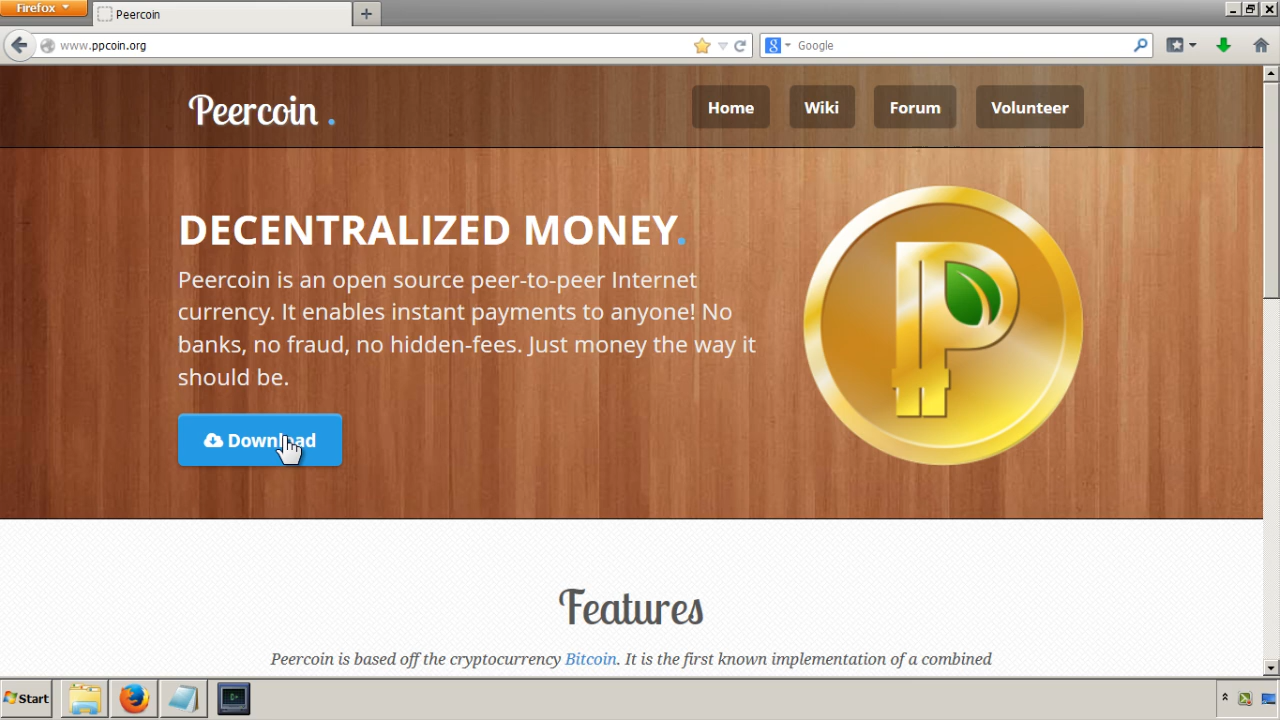 Firefox
Peercoin
www.ppcoin.org
Google
Peercoin .
Home
Wiki
Forum
Volunteer
DECENTRALIZED MONEY.
Peercoin is an open source peer-to-peer Internet
currency. It enables instant payments to anyone! No
banks, no fraud, no hidden-fees. Just money the way it
should be.
Download
Features
Peercoin is based off the cryptocurrency Bitcoin. It is the first known implementation of a combined
Start